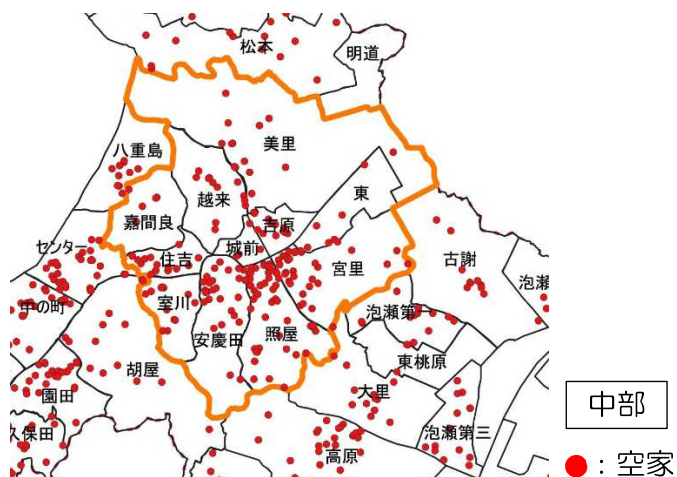 松本
明道
八重島
美里
越来
東
嘉間良
吉原
センター
住吉
城前
宮里
古謝
泡瀬
中の町
室川
泡瀬第一
安慶田
照屋
東桃原
胡屋
園田
大里
久保田
泡瀬第三
高原
中部
●：空家